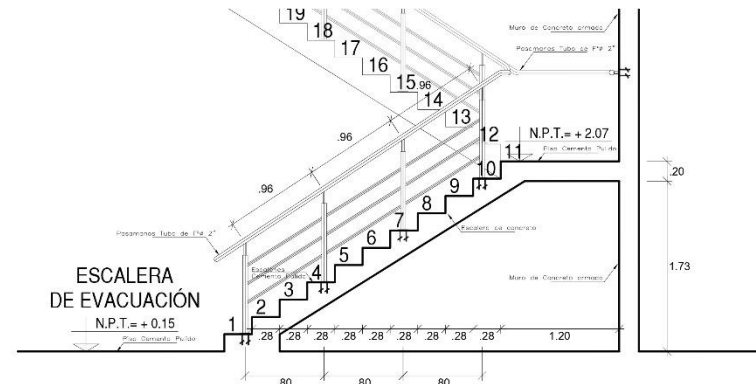 19
18
17
16
15
14
13
12
11
10
9
8
7
6
5
4
3
2
1
Muro de Concreto armado
Pasamanos Tubo de F°# 2"
.96
.96
.96
N.P.T.= + 2.07
Piso Cemento Pulido
.20
Escalera de concreto
Pasamanos Tubo de F°# 2"
Escalones
Cemento Pulido
Muro de Concreto armado
1.73
ESCALERA
DE EVACUACIÓN
N.P.T.= + 0.15
Piso Cemento Pulido
.28 .28 .28 .28 .28 .28 .28 .28 1.20
.80 .80 .80